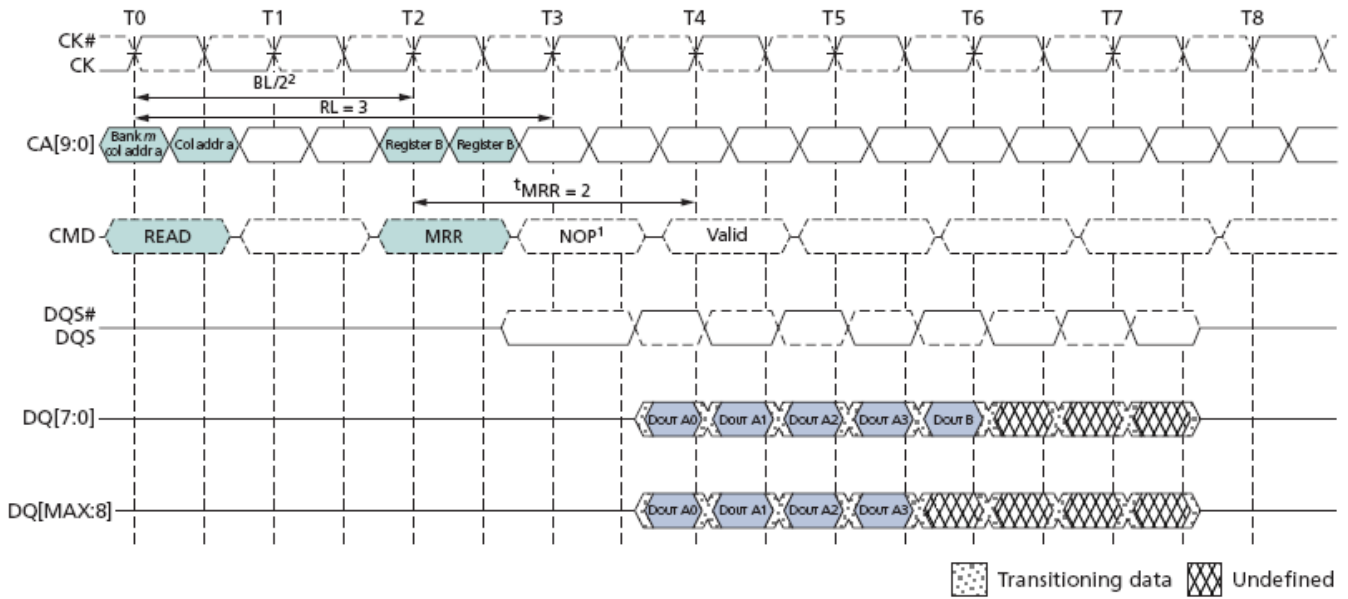 T0 T1 T2 T3 T4 T5 T6 T7 T8
CK#
CK
BL/2²
RL = 3
CA[9:0] Bank m col addr a Col addr a Register B Register B
tMRR = 2
CMD READ MRR NOP¹ Valid
DQS#
DQS
DQ[7:0] DOUT A0 DOUT A1 DOUT A2 DOUT A3 DOUT B
DQ[MAX:8] DOUT A0 DOUT A1 DOUT A2 DOUT A3
Transitioning data Undefined